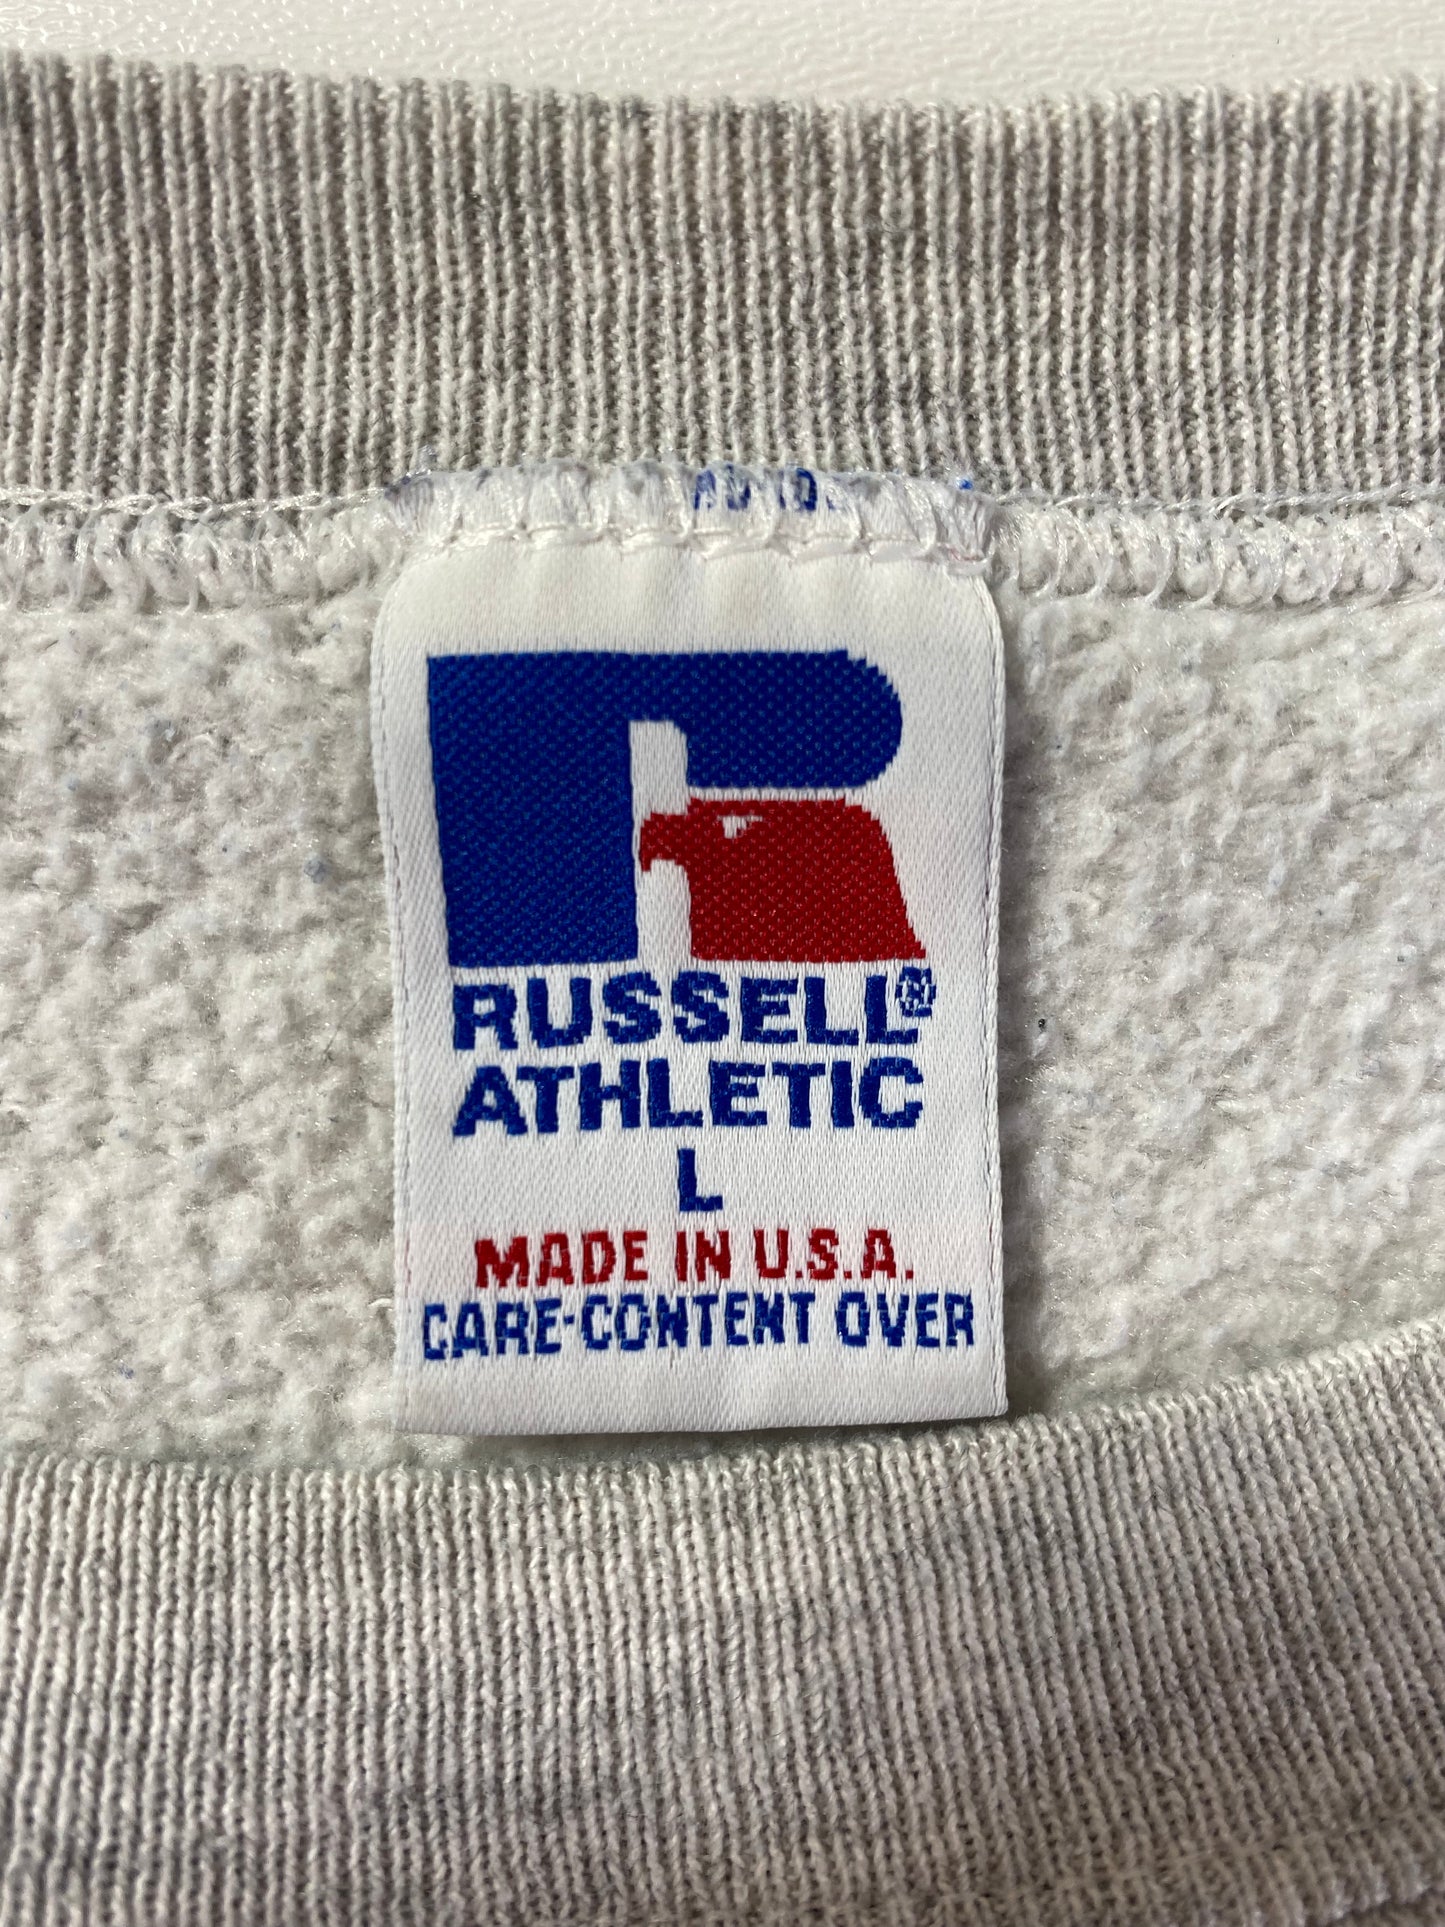 RUSSELL®
ATHLETIC
L
MADE IN U.S.A.
CARE-CONTENT OVER